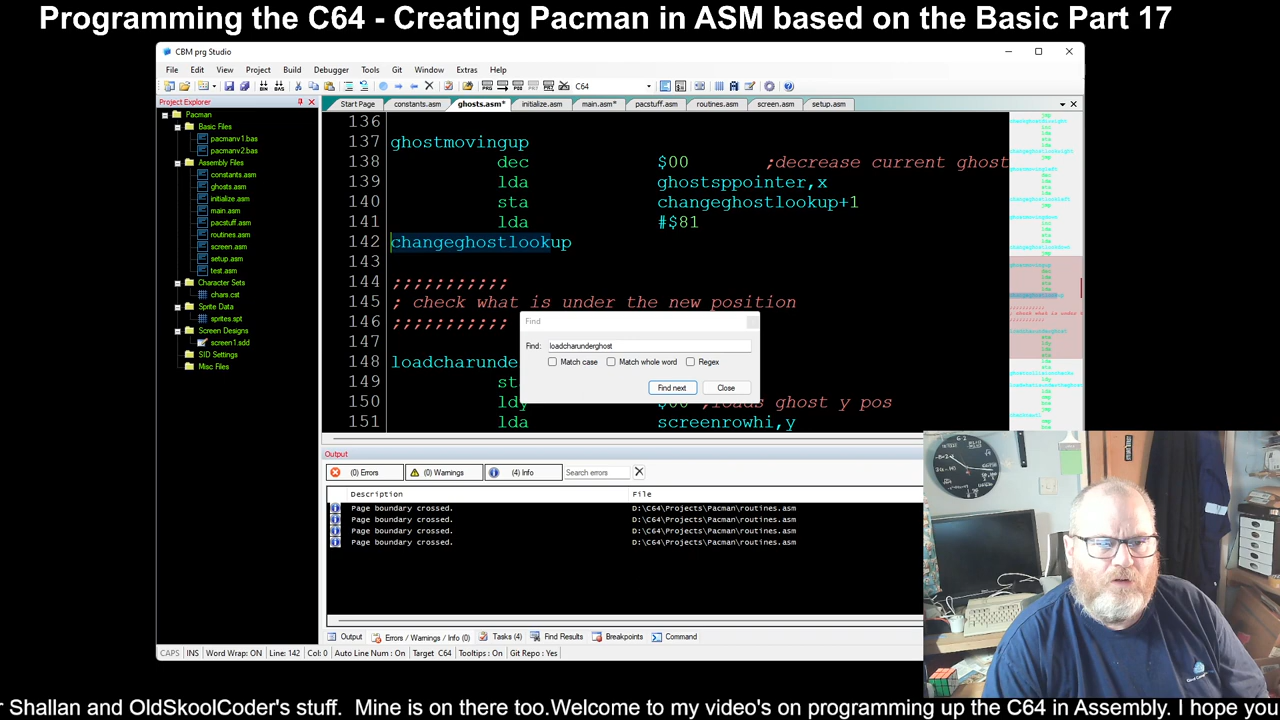 Programming the C64 - Creating Pacman in ASM based on the Basic Part 17
CBM prg Studio
File Edit View Project Build Debugger Tools Git Window Extras Help
C64
Project Explorer
Pacman
Basic Files
pacmanv1.bas
pacmanv2.bas
Assembly Files
constants.asm
ghosts.asm
initialize.asm
main.asm
pacstuff.asm
routines.asm
screen.asm
setup.asm
test.asm
Character Sets
chars.cst
Sprite Data
sprites.spt
Screen Designs
screen1.sdd
SID Settings
Misc Files
Start Page constants.asm ghosts.asm* initialize.asm main.asm* pacstuff.asm routines.asm screen.asm setup.asm
136
137 ghostmovingup
138 dec $00 ;decrease current ghost
139 lda ghostsppointer,x
140 sta changeghostlookup+1
141 lda #$81
142 changeghostlookup
143
144 ;;;;;;;;;;
145 ; check what is under the new position
146 ;;;;;;;;;;
148 loadcharunde
149 st
150 ldy $00 ;loads ghost y pos
151 lda screenrowhi,y
Find
Find: loadcharunderghost
Match case Match whole word Regex
Find next Close
Output
(0) Errors (0) Warnings (4) Info Search errors
Description File
Page boundary crossed. D:\C64\Projects\Pacman\routines.asm
Page boundary crossed. D:\C64\Projects\Pacman\routines.asm
Page boundary crossed. D:\C64\Projects\Pacman\routines.asm
Page boundary crossed. D:\C64\Projects\Pacman\routines.asm
Output Errors / Warnings / Info (0) Tasks (4) Find Results Breakpoints Command
CAPS INS Word Wrap: ON Line: 142 Col: 0 Auto Line Num : On Target C64 Tooltips : On Git Repo : Yes
r Shallan and OldSkoolCoder's stuff. Mine is on there too.Welcome to my video's on programming up the C64 in Assembly. I hope you